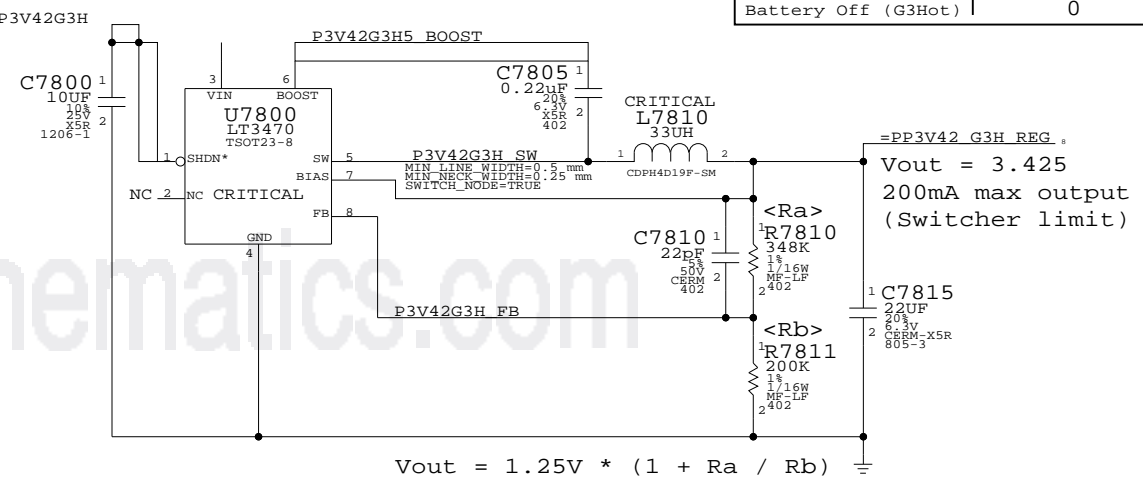 P3V42G3H
Battery Off (G3Hot) 0
P3V42G3H5_BOOST
C7800 1
10UF
10%
25V
X5R 2
1206-1
3
VIN
6
BOOST
U7800
LT3470
TSOT23-8
1 SHDN*
SW 5
BIAS 7
NC 2 NC CRITICAL
FB 8
GND
4
C7805 1
0.22uF
20%
6.3V
X5R 2
402
P3V42G3H_SW
MIN_LINE_WIDTH=0.5 mm
MIN_NECK_WIDTH=0.25 mm
SWITCH_NODE=TRUE
CRITICAL
L7810
33UH
1 2
CDPH4D19F-SM
=PP3V42_G3H_REG 8
Vout = 3.425
200mA max output
(Switcher limit)
C7810 1
22pF
5%
50V 2
CERM
402
<Ra>
1 R7810
348K
1%
1/16W
MF-LF
2 402
P3V42G3H_FB
<Rb>
1 R7811
200K
1%
1/16W
MF-LF
2 402
1 C7815
22UF
20%
2 6.3V
CERM-X5R
805-3
hematics.com
Vout = 1.25V * (1 + Ra / Rb)